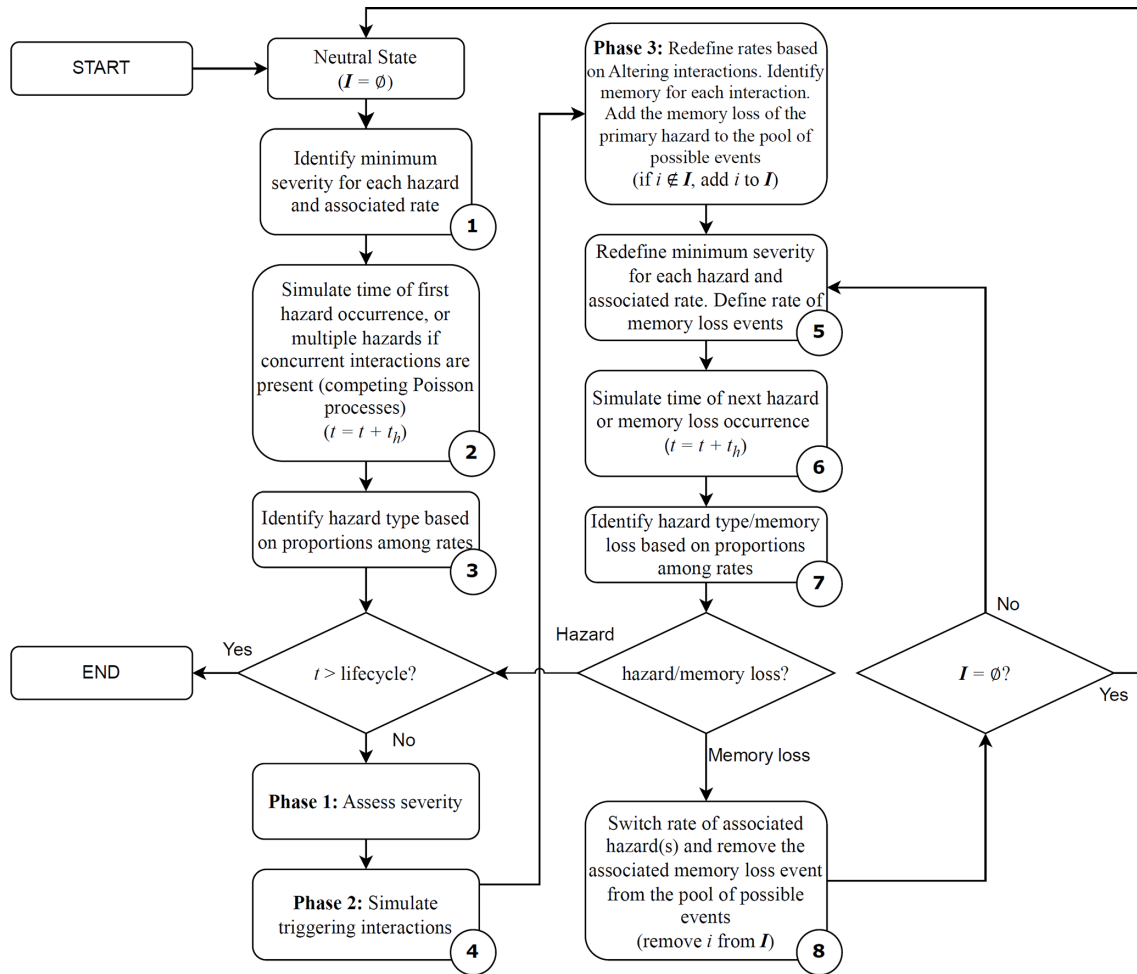 START
Neutral State
(I = ∅)
Identify minimum
severity for each hazard
and associated rate
1
Simulate time of first
hazard occurrence, or
multiple hazards if
concurrent interactions are
present (competing Poisson
processes)
(t = t + t_h)
2
Identify hazard type based
on proportions among rates
3
t > lifecycle?
Yes
END
No
Phase 1: Assess severity
Phase 2: Simulate
triggering interactions
4
Phase 3: Redefine rates based
on Altering interactions. Identify
memory for each interaction.
Add the memory loss of the
primary hazard to the pool of
possible events
(if i ∉ I, add i to I)
Redefine minimum severity
for each hazard and
associated rate. Define rate of
memory loss events
5
Simulate time of next hazard
or memory loss occurrence
(t = t + t_h)
6
Identify hazard type/memory
loss based on proportions
among rates
7
Hazard
hazard/memory loss?
Memory loss
Switch rate of associated
hazard(s) and remove the
associated memory loss event
from the pool of possible
events
(remove i from I)
8
No
I = ∅?
Yes